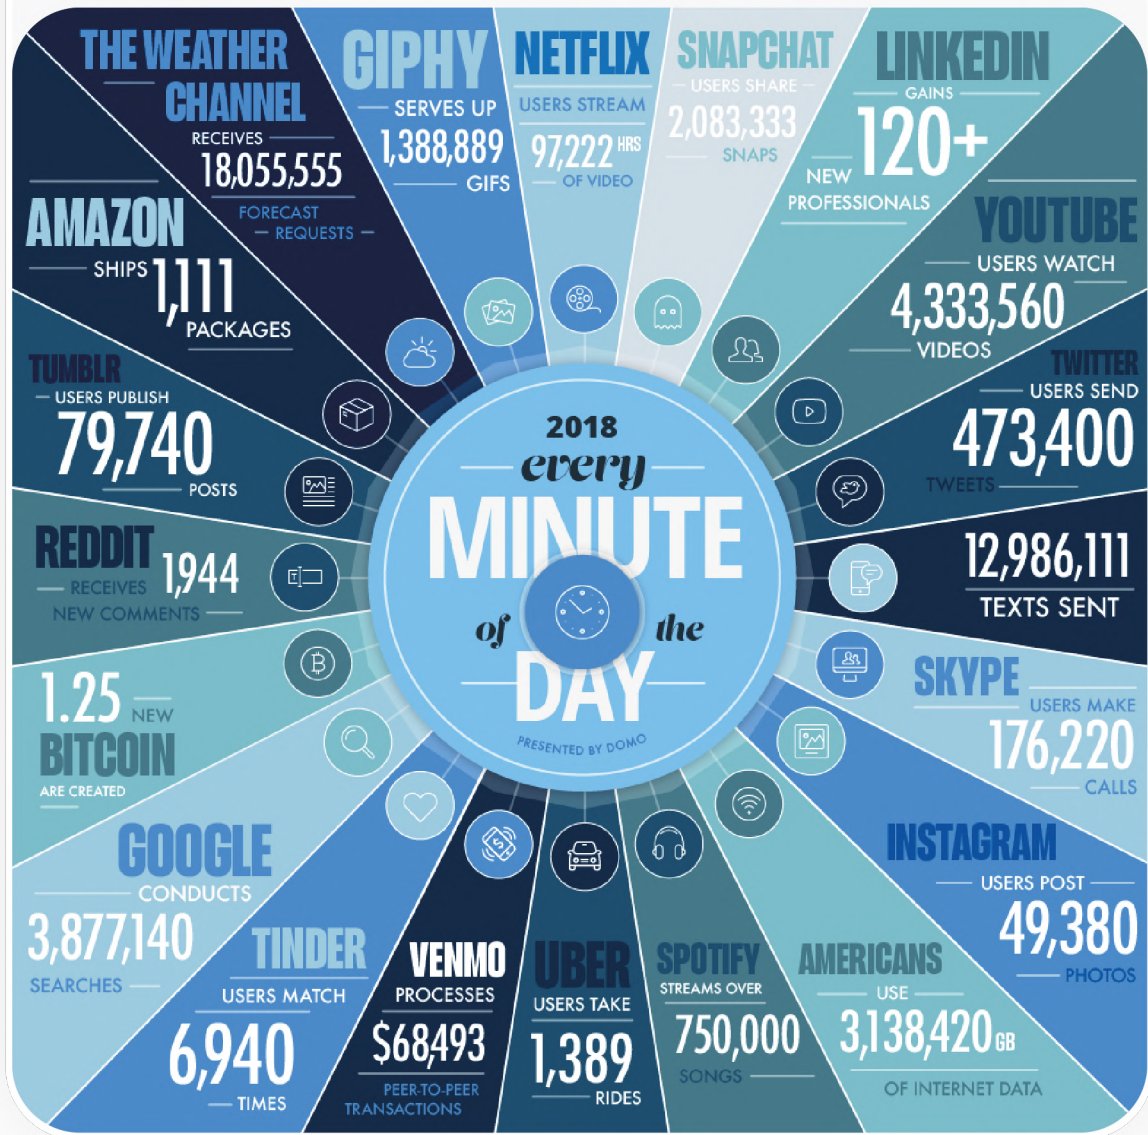 THE WEATHER
CHANNEL
RECEIVES
18,055,555
FORECAST
REQUESTS
GIPHY
SERVES UP
1,388,889
GIFS
NETFLIX
USERS STREAM
97,222 HRS
OF VIDEO
SNAPCHAT
USERS SHARE
2,083,333
SNAPS
LINKEDIN
GAINS
120+
NEW
PROFESSIONALS
YOUTUBE
USERS WATCH
4,333,560
VIDEOS
TWITTER
USERS SEND
473,400
TWEETS
12,986,111
TEXTS SENT
SKYPE
USERS MAKE
176,220
CALLS
INSTAGRAM
USERS POST
49,380
PHOTOS
AMERICANS
USE
3,138,420 GB
OF INTERNET DATA
SPOTIFY
STREAMS OVER
750,000
SONGS
UBER
USERS TAKE
1,389
RIDES
VENMO
PROCESSES
$68,493
PEER-TO-PEER
TRANSACTIONS
TINDER
USERS MATCH
6,940
TIMES
GOOGLE
CONDUCTS
3,877,140
SEARCHES
1.25 NEW
BITCOIN
ARE CREATED
REDDIT
RECEIVES 1,944
NEW COMMENTS
TUMBLR
USERS PUBLISH
79,740
POSTS
AMAZON
SHIPS 1,111
PACKAGES
2018
every
MINUTE
of the
DAY
PRESENTED BY DOMO